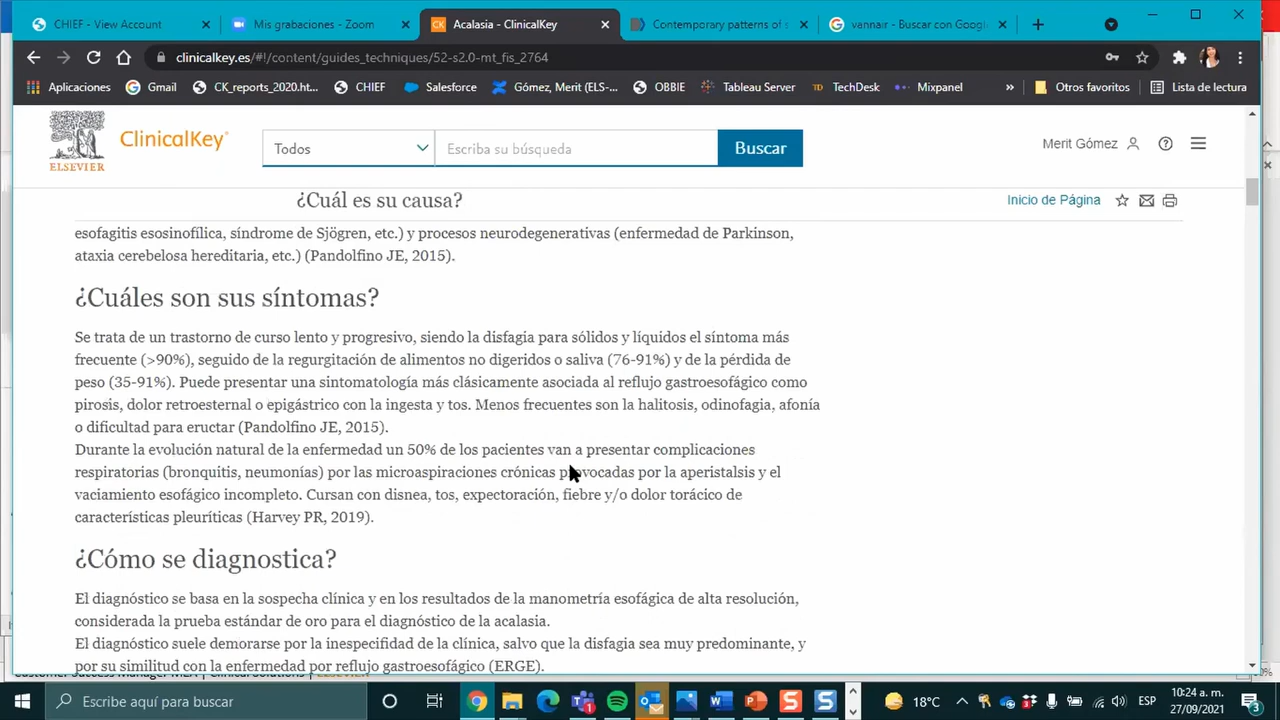 CHIEF - View Account
Mis grabaciones - Zoom
Acalasia - ClinicalKey
Contemporary patterns of
vannair - Buscar con Google
clinicalkey.es/#!/content/guides_techniques/52-s2.0-mt_fis_2764
Aplicaciones
Gmail
CK_reports_2020.ht...
CHIEF
Salesforce
Gómez, Merit (ELS-...
OBBIE
Tableau Server
TD TechDesk
Mixpanel
»
Otros favoritos
Lista de lectura
ELSEVIER
ClinicalKey®
Todos
Escriba su búsqueda
Buscar
Merit Gómez
¿Cuál es su causa?
Inicio de Página
esofagitis esosinofílica, síndrome de Sjögren, etc.) y procesos neurodegenerativos (enfermedad de Parkinson,
ataxia cerebelosa hereditaria, etc.) (Pandolfino JE, 2015).
¿Cuáles son sus síntomas?
Se trata de un trastorno de curso lento y progresivo, siendo la disfagia para sólidos y líquidos el síntoma más
frecuente (>90%), seguido de la regurgitación de alimentos no digeridos o saliva (76-91%) y de la pérdida de
peso (35-91%). Puede presentar una sintomatología más clásicamente asociada al reflujo gastroesofágico como
pirosis, dolor retroesternal o epigástrico con la ingesta y tos. Menos frecuentes son la halitosis, odinofagia, afonía
o dificultad para eructar (Pandolfino JE, 2015).
Durante la evolución natural de la enfermedad un 50% de los pacientes van a presentar complicaciones
respiratorias (bronquitis, neumonías) por las microaspiraciones crónicas provocadas por la aperistalsis y el
vaciamiento esofágico incompleto. Cursan con disnea, tos, expectoración, fiebre y/o dolor torácico de
características pleuríticas (Harvey PR, 2019).
¿Cómo se diagnostica?
El diagnóstico se basa en la sospecha clínica y en los resultados de la manometría esofágica de alta resolución,
considerada la prueba estándar de oro para el diagnóstico de la acalasia.
El diagnóstico suele demorarse por la inespecifidad de la clínica, salvo que la disfagia sea muy predominante, y
por su similitud con la enfermedad por reflujo gastroesofágico (ERGE).
Escribe aquí para buscar
18°C
ESP
10:24 a. m.
27/09/2021